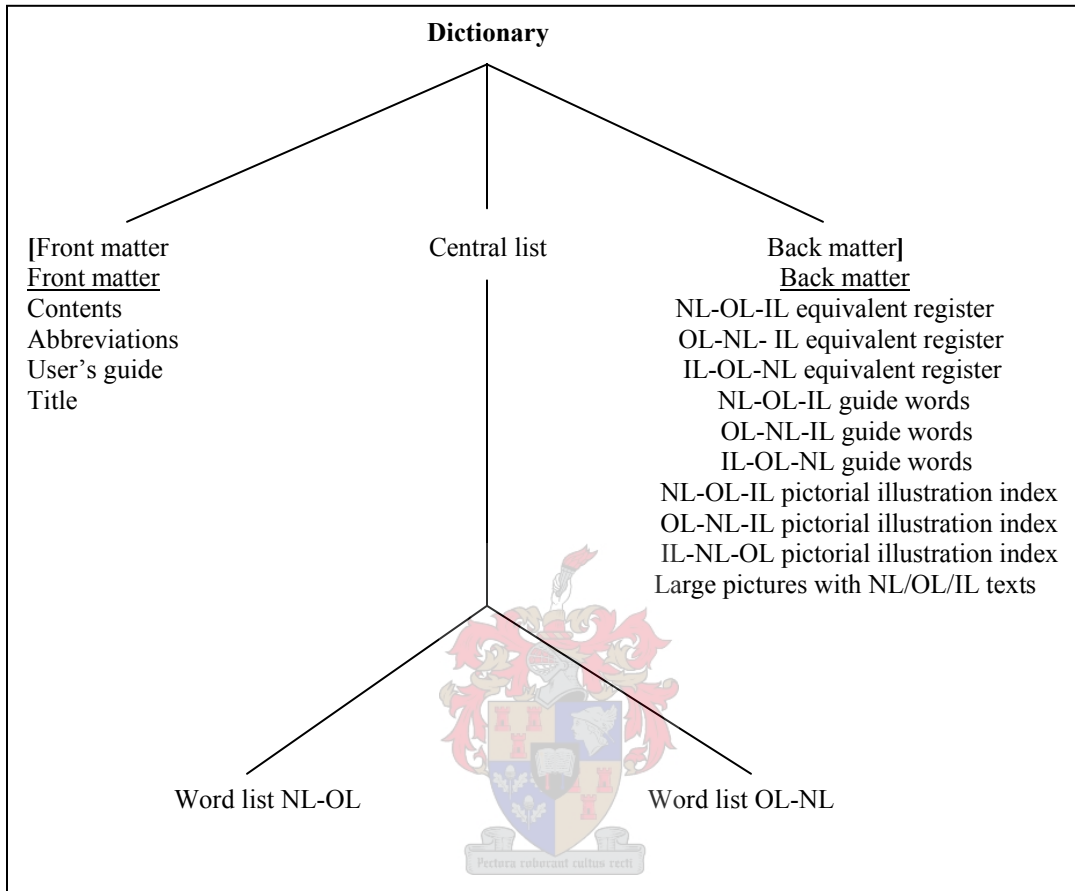 Dictionary
[Front matter
Front matter
Contents
Abbreviations
User's guide
Title
Central list
Back matter]
Back matter
NL-OL-IL equivalent register
OL-NL- IL equivalent register
IL-OL-NL equivalent register
NL-OL-IL guide words
OL-NL-IL guide words
IL-OL-NL guide words
NL-OL-IL pictorial illustration index
OL-NL-IL pictorial illustration index
IL-NL-OL pictorial illustration index
Large pictures with NL/OL/IL texts
Word list NL-OL
Word list OL-NL
Pectora roborant cultus recti